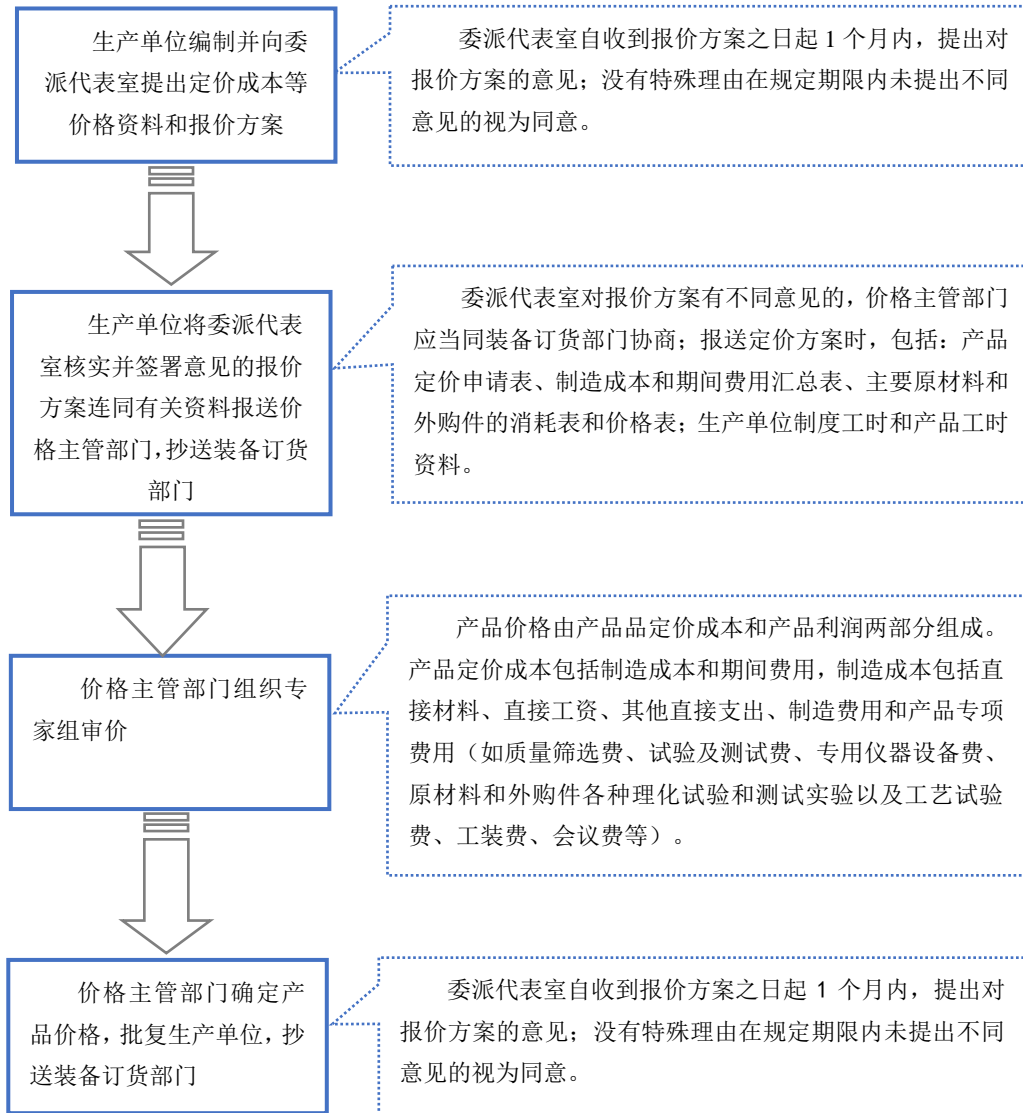 生产单位编制并向委
派代表室提出定价成本等
价格资料和报价方案
委派代表室自收到报价方案之日起 1 个月内，提出对
报价方案的意见；没有特殊理由在规定期限内未提出不同
意见的视为同意。
生产单位将委派代表
室核实并签署意见的报价
方案连同有关资料报送价
格主管部门，抄送装备订货
部门
委派代表室对报价方案有不同意见的，价格主管部门
应当同装备订货部门协商；报送定价方案时，包括：产品
定价申请表、制造成本和期间费用汇总表、主要原材料和
外购件的消耗表和价格表；生产单位制度工时和产品工时
资料。
价格主管部门组织专
家组审价
产品价格由产品品定价成本和产品利润两部分组成。
产品定价成本包括制造成本和期间费用，制造成本包括直
接材料、直接工资、其他直接支出、制造费用和产品专项
费用（如质量筛选费、试验及测试费、专用仪器设备费、
原材料和外购件各种理化试验和测试实验以及工艺试验
费、工装费、会议费等）。
价格主管部门确定产
品价格，批复生产单位，抄
送装备订货部门
委派代表室自收到报价方案之日起 1 个月内，提出对
报价方案的意见；没有特殊理由在规定期限内未提出不同
意见的视为同意。